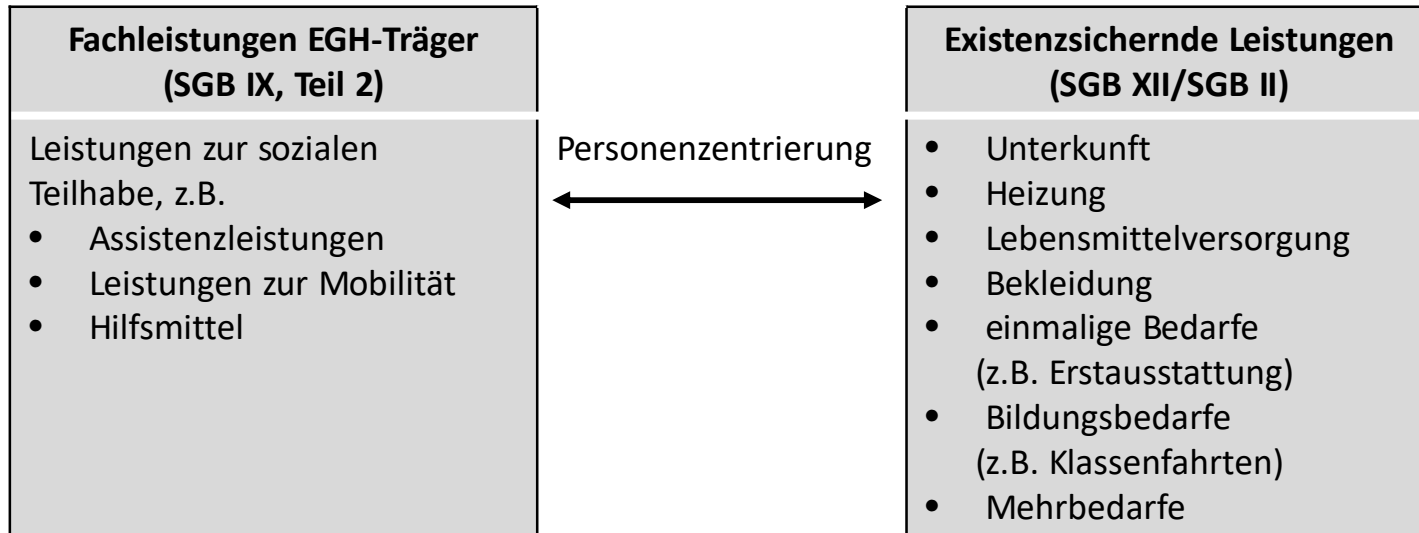 Fachleistungen EGH-Träger
(SGB IX, Teil 2)
Leistungen zur sozialen
Teilhabe, z.B.
• Assistenzleistungen
• Leistungen zur Mobilität
• Hilfsmittel
Personenzentrierung
Existenzsichernde Leistungen
(SGB XII/SGB II)
• Unterkunft
• Heizung
• Lebensmittelversorgung
• Bekleidung
• einmalige Bedarfe
(z.B. Erstausstattung)
• Bildungsbedarfe
(z.B. Klassenfahrten)
• Mehrbedarfe